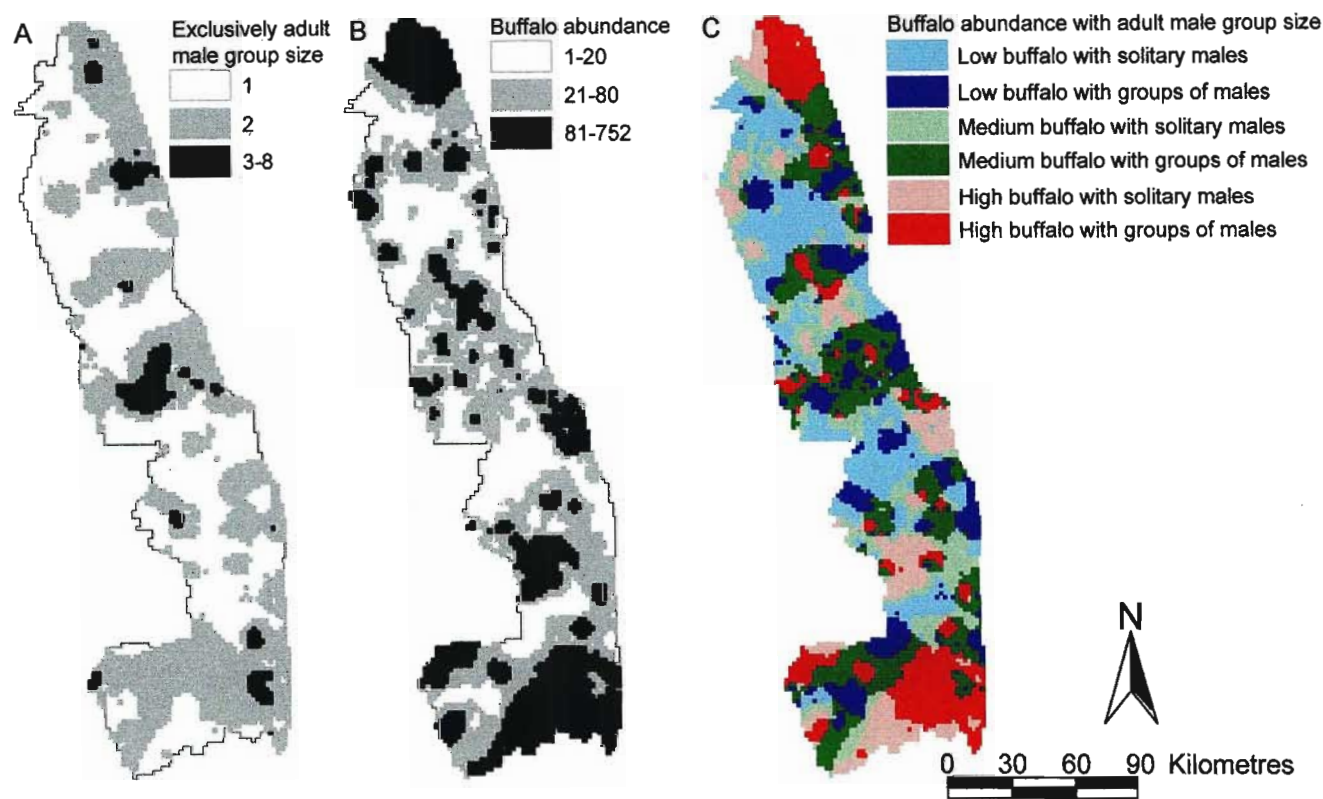 A
Exclusively adult
male group size
1
2
3-8
B
Buffalo abundance
1-20
21-80
81-752
C
Buffalo abundance with adult male group size
Low buffalo with solitary males
Low buffalo with groups of males
Medium buffalo with solitary males
Medium buffalo with groups of males
High buffalo with solitary males
High buffalo with groups of males
N
0 30 60 90 Kilometres